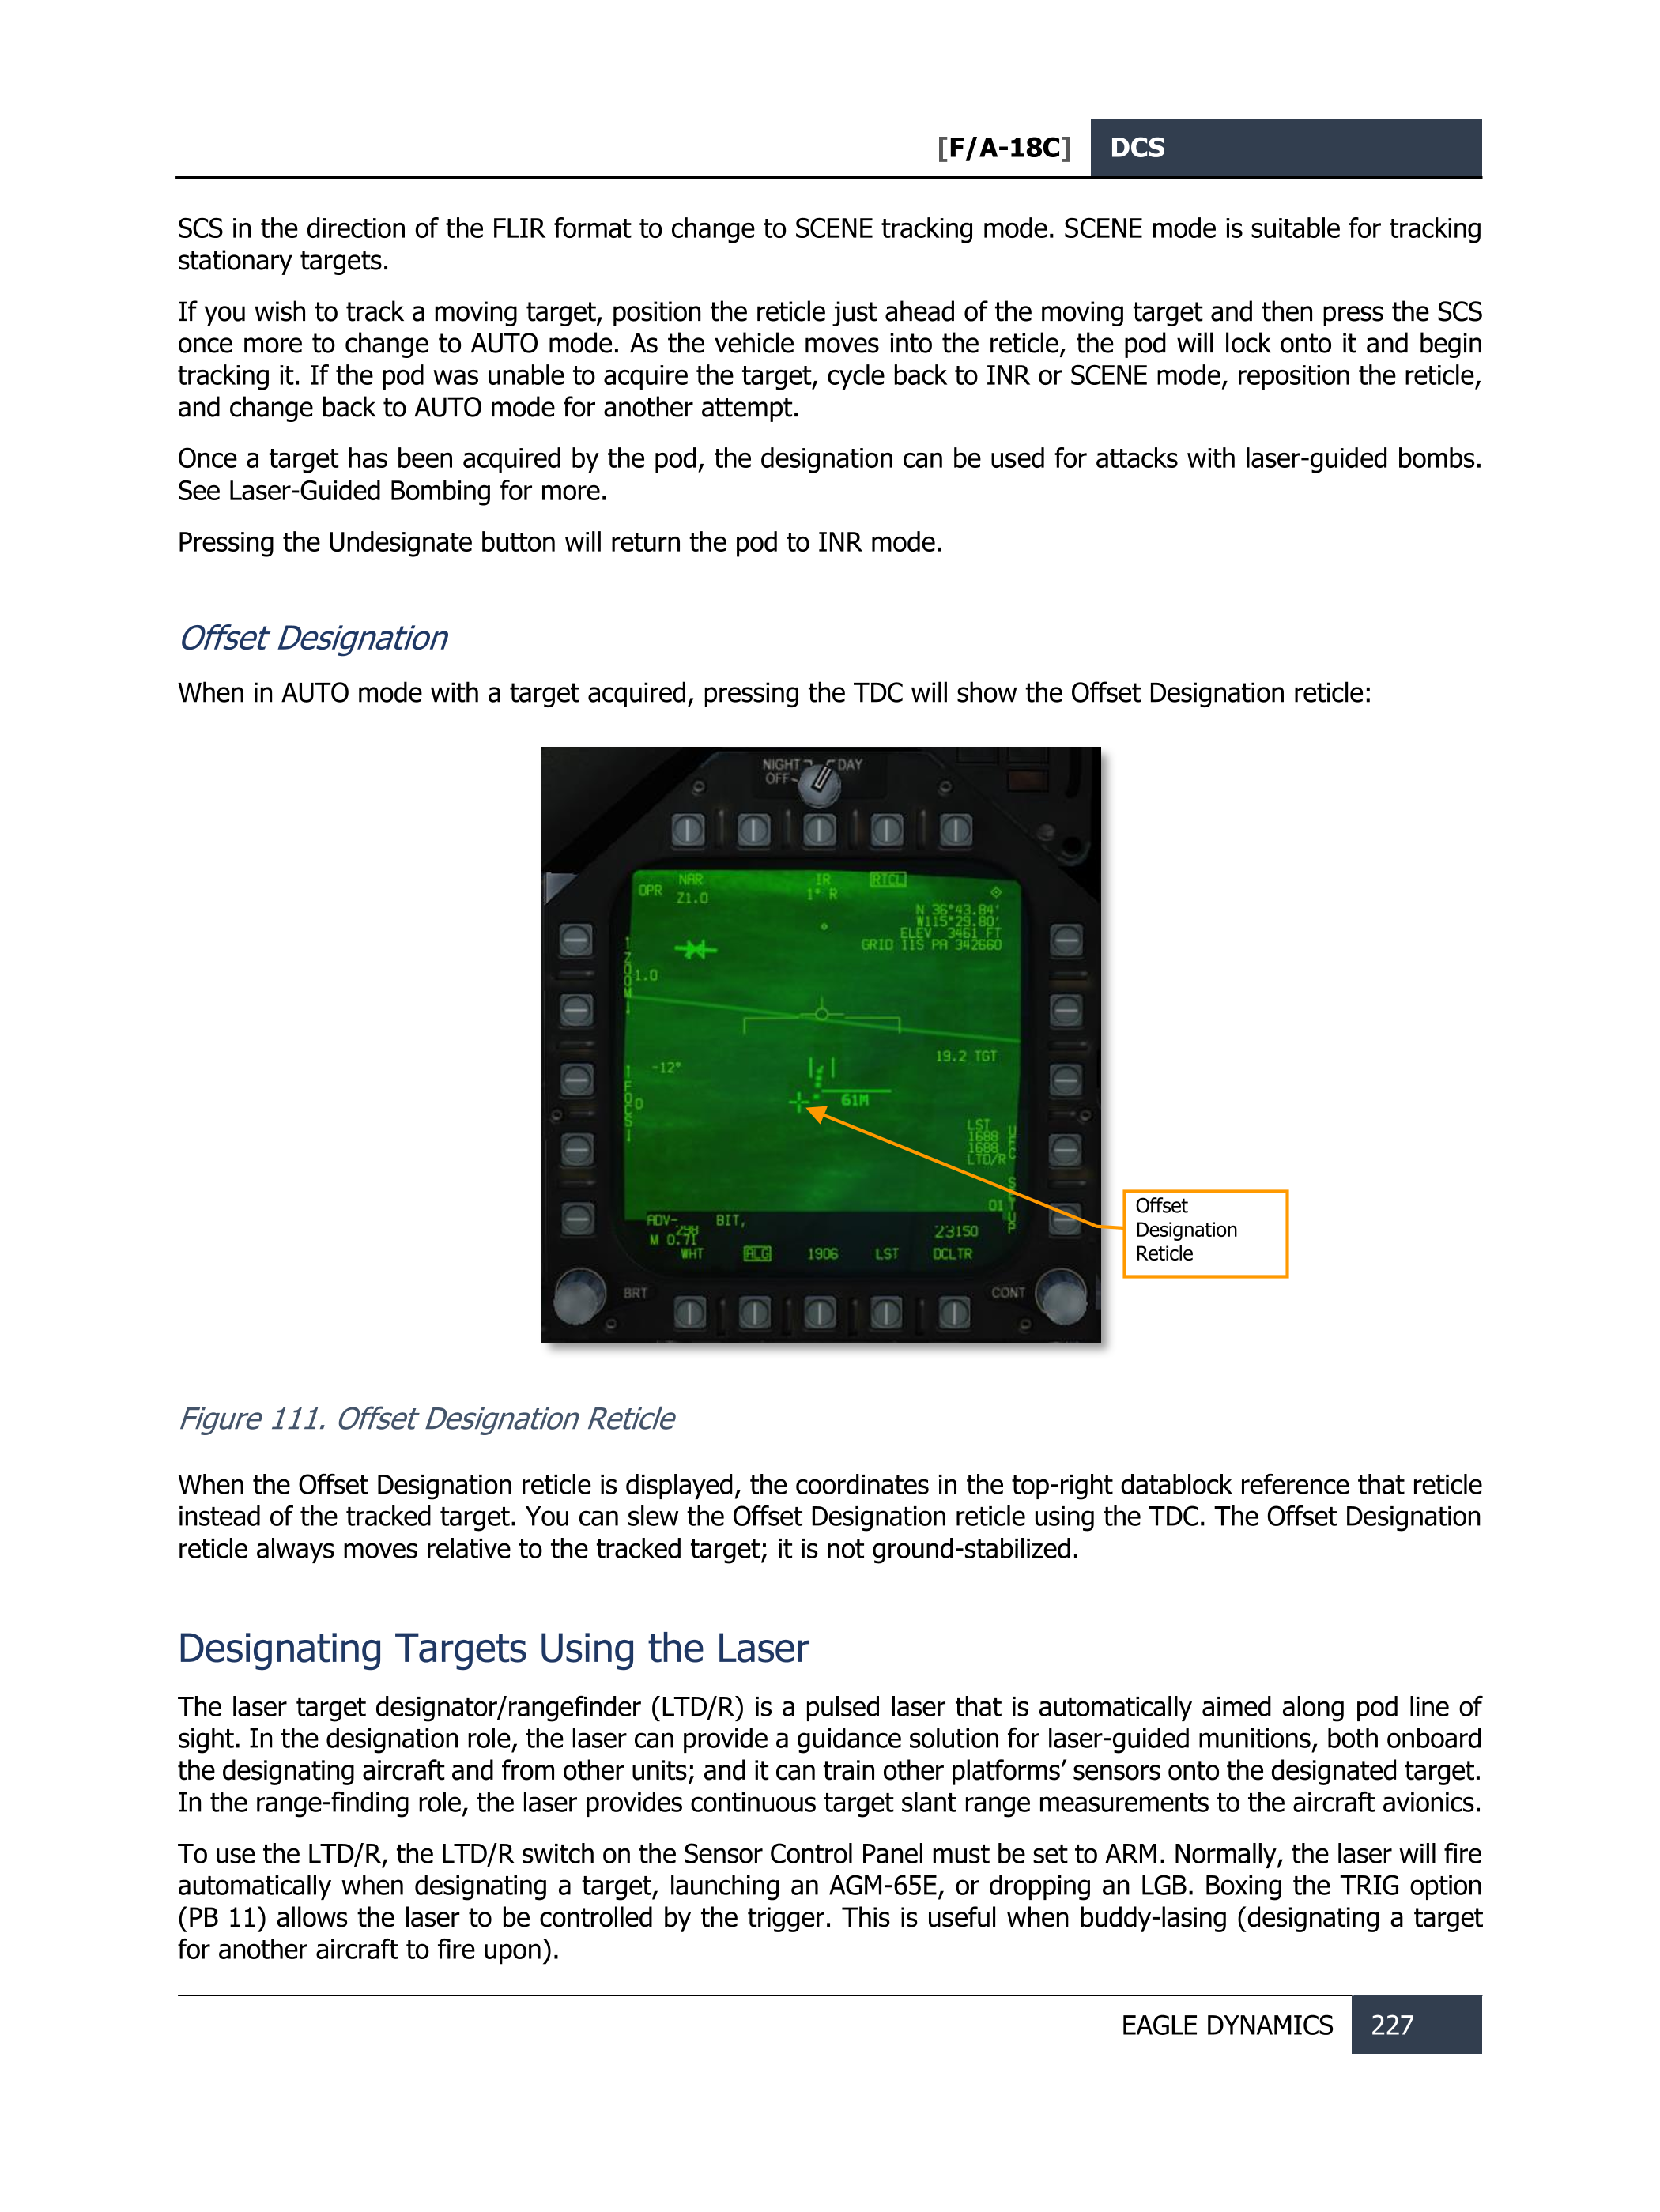 [F/A-18C] DCS
SCS in the direction of the FLIR format to change to SCENE tracking mode. SCENE mode is suitable for tracking
stationary targets.
If you wish to track a moving target, position the reticle just ahead of the moving target and then press the SCS
once more to change to AUTO mode. As the vehicle moves into the reticle, the pod will lock onto it and begin
tracking it. If the pod was unable to acquire the target, cycle back to INR or SCENE mode, reposition the reticle,
and change back to AUTO mode for another attempt.
Once a target has been acquired by the pod, the designation can be used for attacks with laser-guided bombs.
See Laser-Guided Bombing for more.
Pressing the Undesignate button will return the pod to INR mode.
Offset Designation
When in AUTO mode with a target acquired, pressing the TDC will show the Offset Designation reticle:
NIGHT DAY
OFF
NAR IR RTCL
OPR Z1.0 1° R
N 36°43.84'
W115°29.80'
ELEV 3461 FT
GRID 11S PA 342660
ZOOM 1.0
19.2 TGT
-12°
FOCUS 0
61M
LST
1688
1688
LTD/R
UFC
SETUP
01
ADV- BIT,
298 23150
M 0.71
WHT ALG 1906 LST DCLTR
BRT CONT
Offset
Designation
Reticle
Figure 111. Offset Designation Reticle
When the Offset Designation reticle is displayed, the coordinates in the top-right datablock reference that reticle
instead of the tracked target. You can slew the Offset Designation reticle using the TDC. The Offset Designation
reticle always moves relative to the tracked target; it is not ground-stabilized.
Designating Targets Using the Laser
The laser target designator/rangefinder (LTD/R) is a pulsed laser that is automatically aimed along pod line of
sight. In the designation role, the laser can provide a guidance solution for laser-guided munitions, both onboard
the designating aircraft and from other units; and it can train other platforms’ sensors onto the designated target.
In the range-finding role, the laser provides continuous target slant range measurements to the aircraft avionics.
To use the LTD/R, the LTD/R switch on the Sensor Control Panel must be set to ARM. Normally, the laser will fire
automatically when designating a target, launching an AGM-65E, or dropping an LGB. Boxing the TRIG option
(PB 11) allows the laser to be controlled by the trigger. This is useful when buddy-lasing (designating a target
for another aircraft to fire upon).
EAGLE DYNAMICS 227